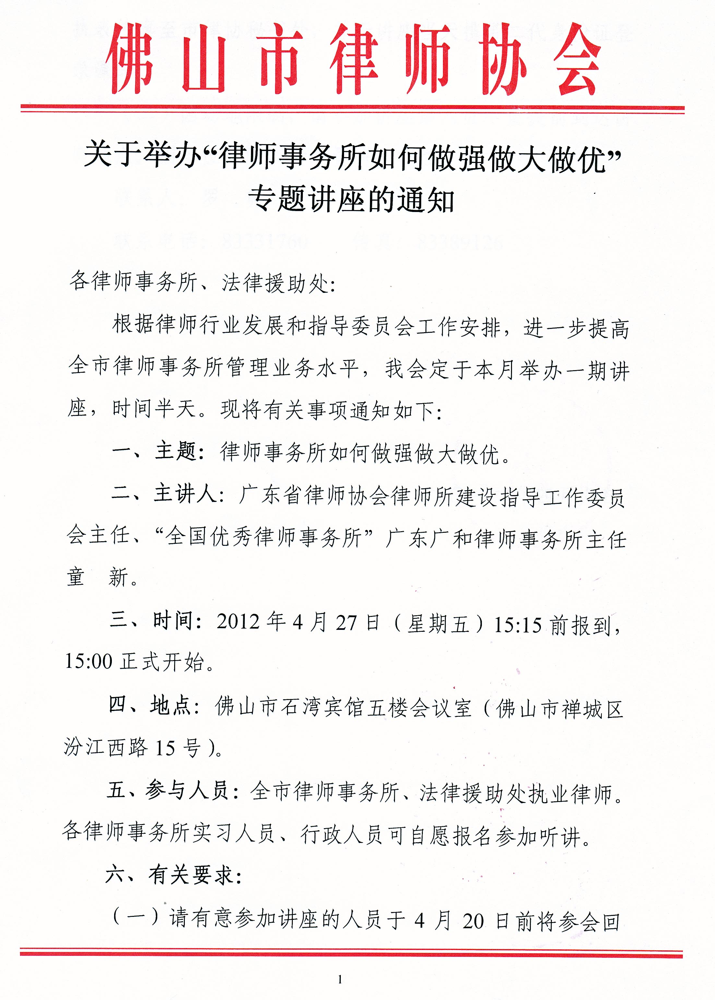 佛山市律师协会
关于举办“律师事务所如何做强做大做优”
专题讲座的通知
各律师事务所、法律援助处：
根据律师行业发展和指导委员会工作安排，进一步提高
全市律师事务所管理业务水平，我会定于本月举办一期讲
座，时间半天。现将有关事项通知如下：
一、主题：律师事务所如何做强做大做优。
二、主讲人：广东省律师协会律师所建设指导工作委员
会主任、“全国优秀律师事务所”广东广和律师事务所主任
童　新。
三、时间：2012 年 4 月 27 日（星期五）15:15 前报到，
15:00 正式开始。
四、地点：佛山市石湾宾馆五楼会议室（佛山市禅城区
汾江西路 15 号）。
五、参与人员：全市律师事务所、法律援助处执业律师。
各律师事务所实习人员、行政人员可自愿报名参加听讲。
六、有关要求：
（一）请有意参加讲座的人员于 4 月 20 日前将参会回
1